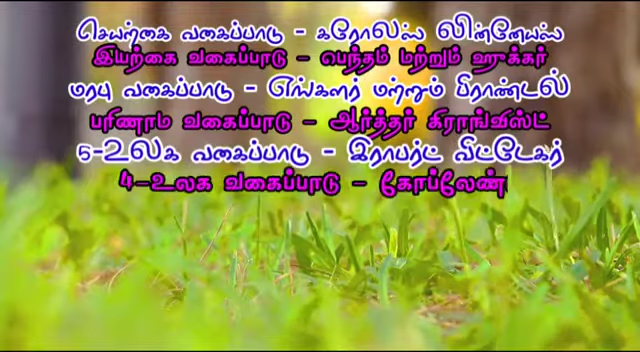 செயற்கை வகைப்பாடு - கரோலஸ் லின்னேயஸ்
இயற்கை வகைப்பாடு - பெந்தம் மற்றும் ஹுக்கர்
மரபு வகைப்பாடு - எங்களர் மற்றும் பிராண்டல்
பரிணாம வகைப்பாடு - ஆர்த்தர் கிரான்விஸ்ட்
5-உலக வகைப்பாடு - இராபர்ட் விட்டேகர்
4-உலக வகைப்பாடு - கோப்லேண்